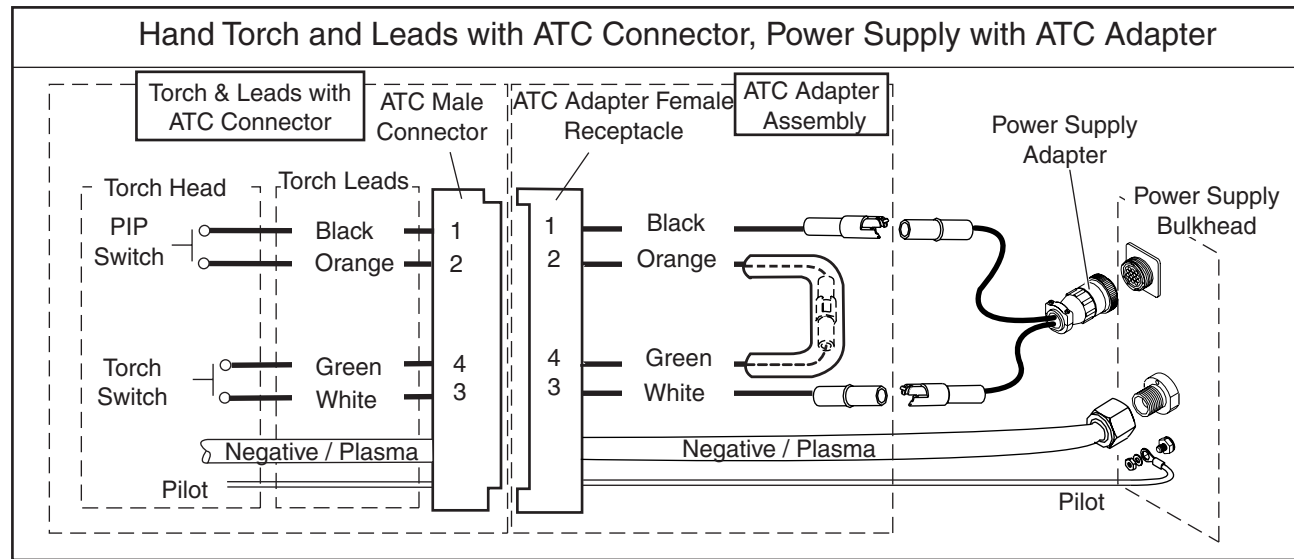 Hand Torch and Leads with ATC Connector, Power Supply with ATC Adapter
Torch & Leads with
ATC Connector
ATC Male
Connector
ATC Adapter Female
Receptacle
ATC Adapter
Assembly
Power Supply
Adapter
Power Supply
Bulkhead
Torch Head
Torch Leads
PIP
Switch
Black
Orange
1
2
1
2
Black
Orange
Torch
Switch
Green
White
4
3
4
3
Green
White
Negative / Plasma
Negative / Plasma
Pilot
Pilot